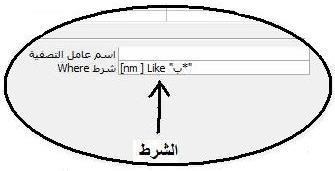 اسم عامل التصفية
شرط Where [nm ] Like "ب*"
الشرط